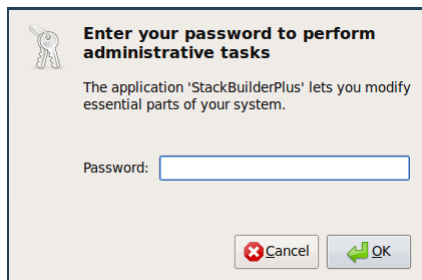 Enter your password to perform
administrative tasks
The application 'StackBuilderPlus' lets you modify
essential parts of your system.
Password:
Cancel
OK